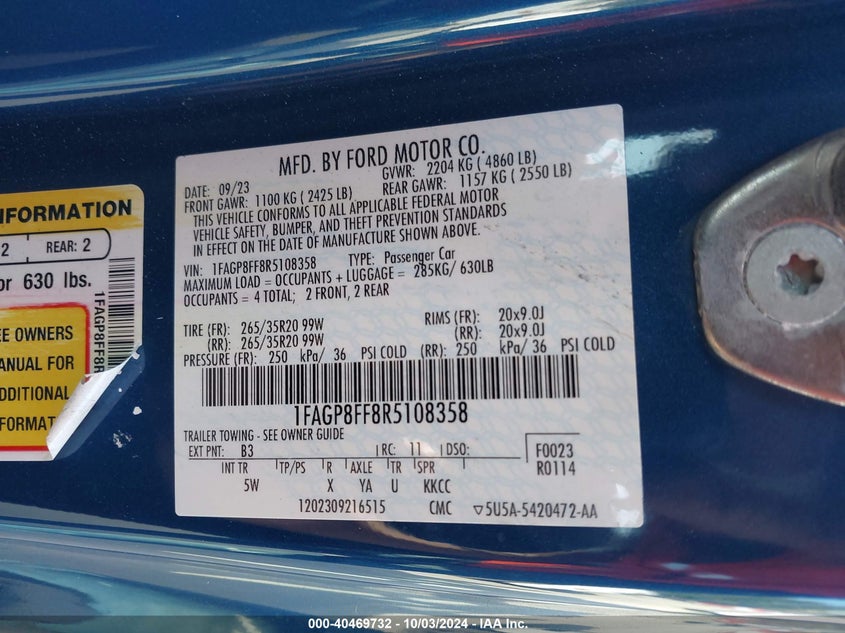 INFORMATION
2 REAR: 2
or 630 lbs.
EE OWNERS
ANUAL FOR
ADDITIONAL
FORMAT
1FAGP8FF8R
MFD. BY FORD MOTOR CO.
DATE: 09/23 GVWR: 2204 KG ( 4860 LB)
FRONT GAWR: 1100 KG ( 2425 LB) REAR GAWR: 1157 KG ( 2550 LB)
THIS VEHICLE CONFORMS TO ALL APPLICABLE FEDERAL MOTOR
VEHICLE SAFETY, BUMPER, AND THEFT PREVENTION STANDARDS
IN EFFECT ON THE DATE OF MANUFACTURE SHOWN ABOVE.
VIN: 1FAGP8FF8R5108358 TYPE: Passenger Car
MAXIMUM LOAD = OCCUPANTS + LUGGAGE = 285KG/ 630LB
OCCUPANTS = 4 TOTAL; 2 FRONT, 2 REAR
TIRE (FR): 265/35R20 99W RIMS (FR): 20x9.0J
(RR): 265/35R20 99W (RR): 20x9.0J
PRESSURE (FR): 250 kPa/ 36 PSI COLD (RR): 250 kPa/ 36 PSI COLD
1FAGP8FF8R5108358
TRAILER TOWING - SEE OWNER GUIDE
EXT PNT: B3 RC: 11 DSO: F0023
R0114
INT TR TP/PS R AXLE TR SPR
5W X YA U KKCC
1202309216515 CMC ▽5U5A-5420472-AA
000-40469732 - 10/03/2024 - IAA Inc.